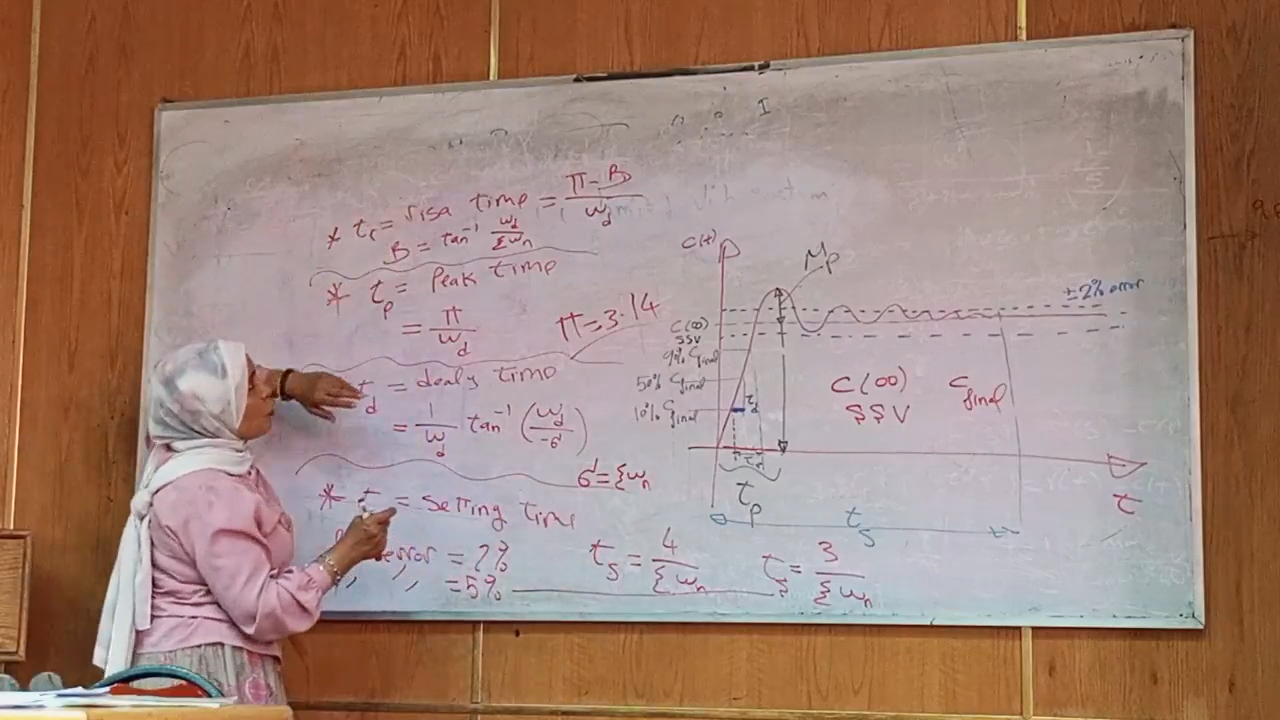 * tr = risa time = π-B / ωd
B = tan⁻¹ ωd / ξωn
* tp = Peak time
= π / ωd
π = 3.14
td = dealy time
= 1/ωd tan⁻¹ (ωd / -σ)
σ = ξωn
* t = setting time
error = 2% ts = 4 / ξωn
" " = 5% ts = 3 / ξωn
C(t)
Mp
±2% error
C(∞)
SSV
90% Cfinal
50% Cfinal
10% Cfinal
td
tr
C(∞) Cfinal
SSV
tp
ts
t